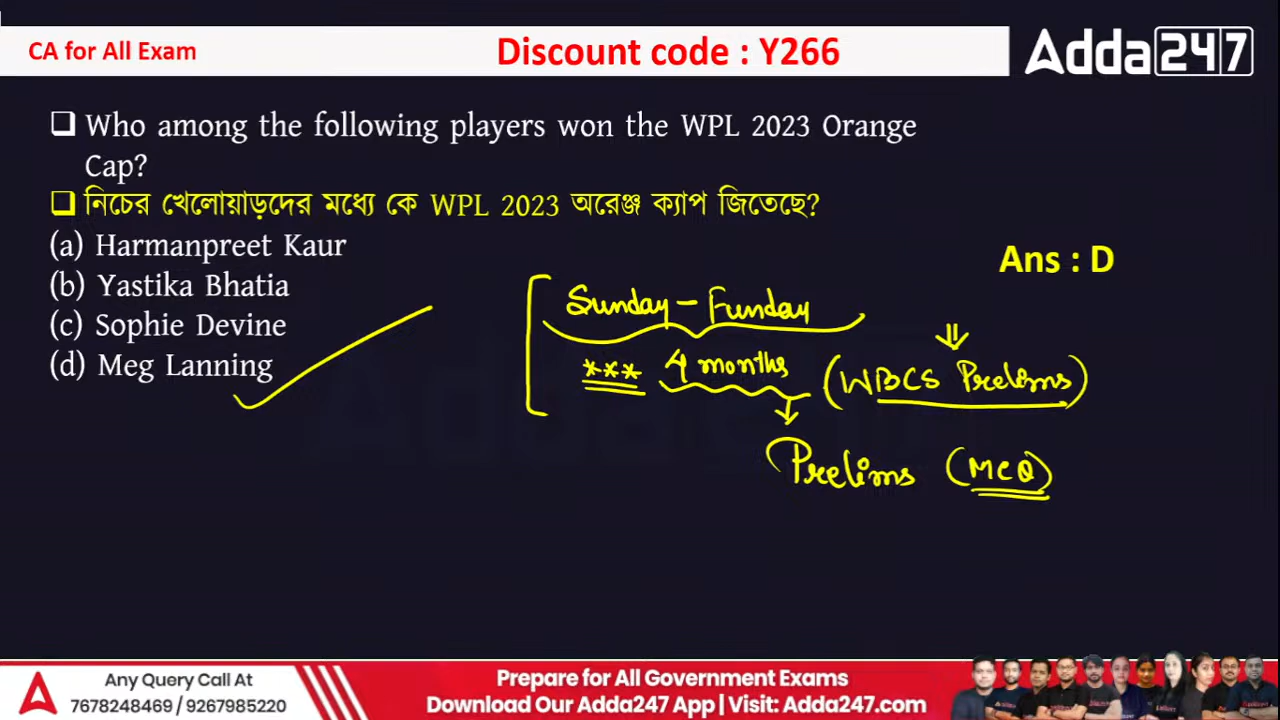 CA for All Exam
Discount code : Y266
Adda247
❑ Who among the following players won the WPL 2023 Orange
Cap?
❑ নিচের খেলোয়াড়দের মধ্যে কে WPL 2023 অরেঞ্জ ক্যাপ জিতেছে?
(a) Harmanpreet Kaur
(b) Yastika Bhatia
(c) Sophie Devine
(d) Meg Lanning
Ans : D
Sunday - Funday
*** 4 months (WBCS Prelims)
Prelims (MCQ)
Any Query Call At
7678248469 / 9267985220
Prepare for All Government Exams
Download Our Adda247 App | Visit: Adda247.com